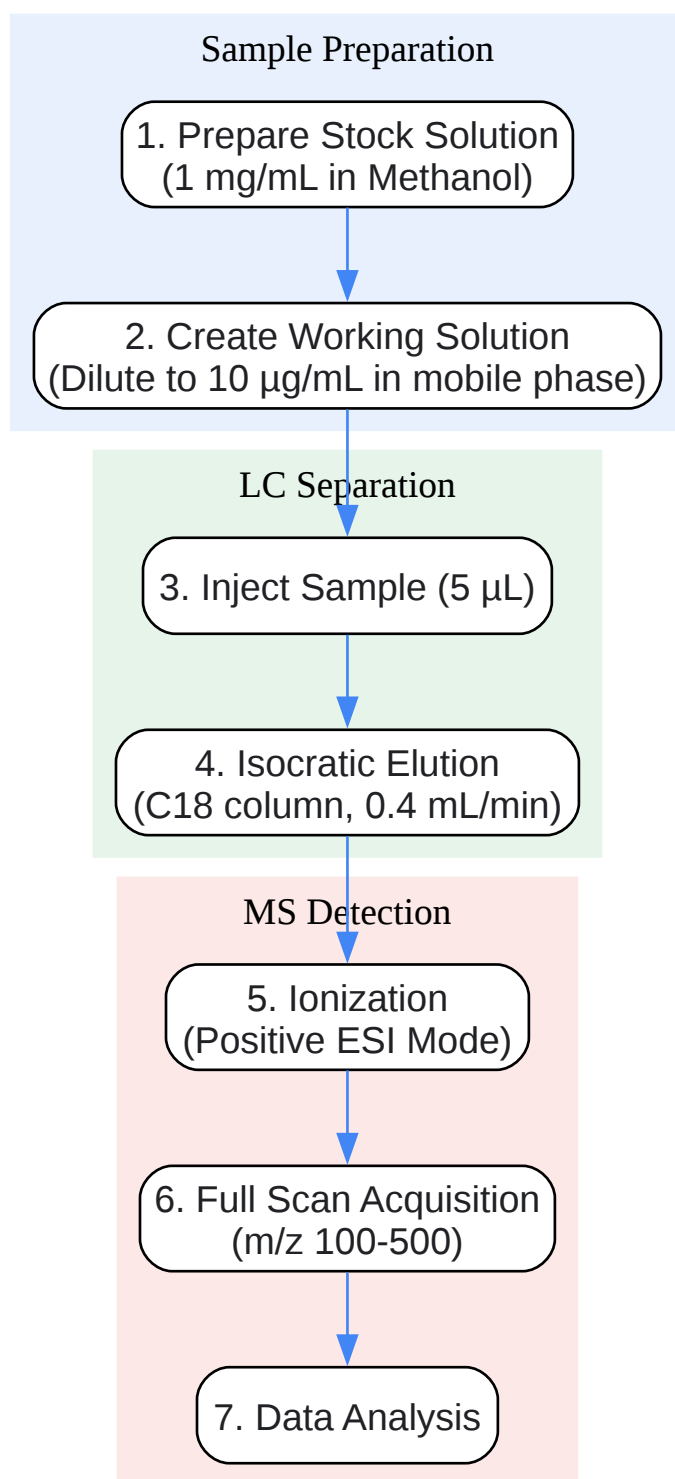 Sample Preparation
1. Prepare Stock Solution
(1 mg/mL in Methanol)
2. Create Working Solution
(Dilute to 10 µg/mL in mobile phase)
LC Separation
3. Inject Sample (5 µL)
4. Isocratic Elution
(C18 column, 0.4 mL/min)
MS Detection
5. Ionization
(Positive ESI Mode)
6. Full Scan Acquisition
(m/z 100-500)
7. Data Analysis